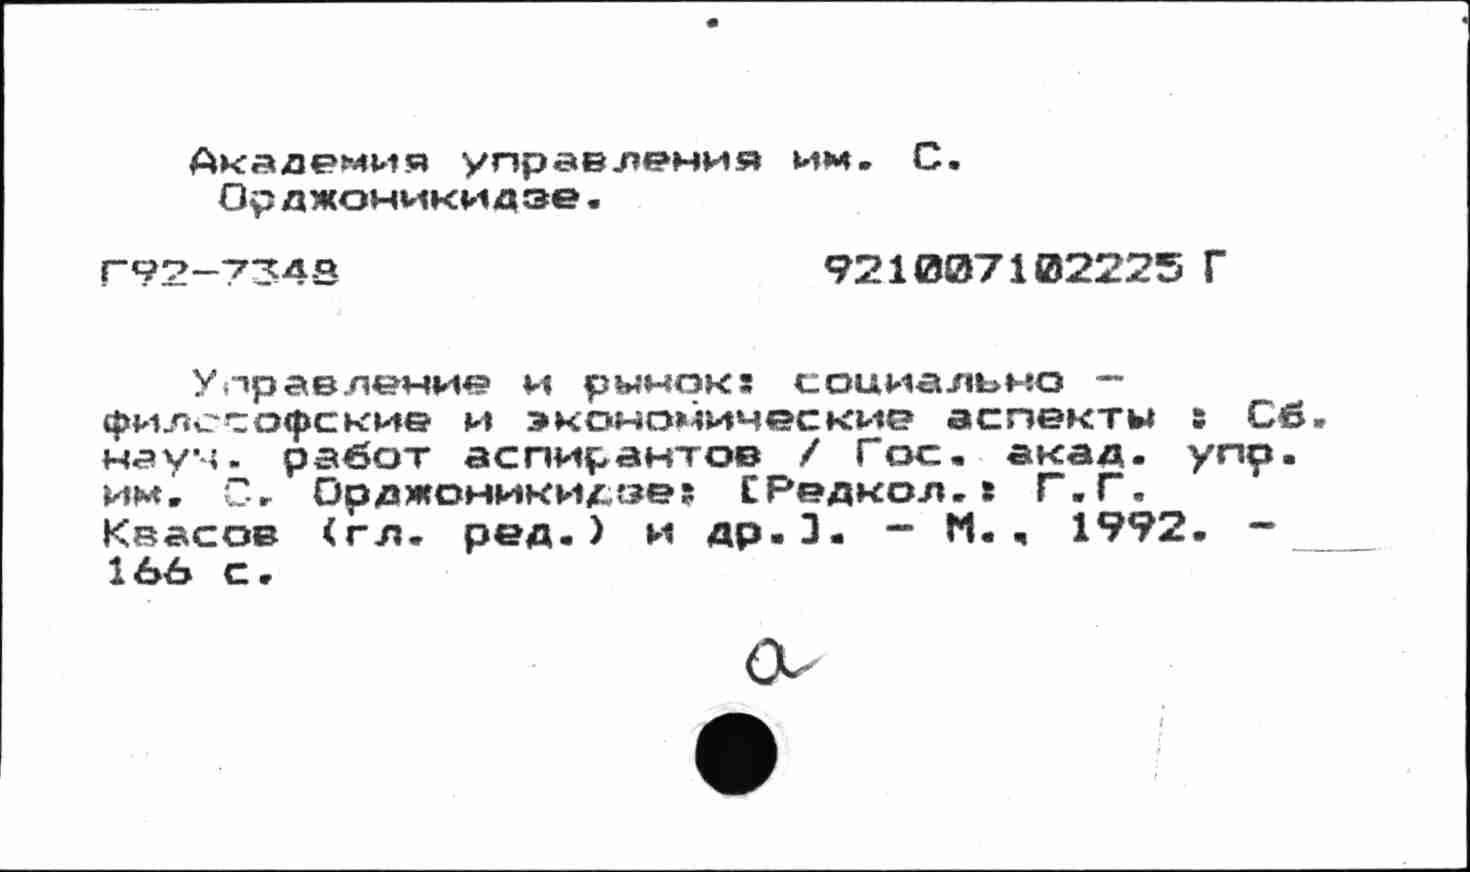 Академия управления им. С.
Орджоникидзе.
Г92-7348 921007102225 Г
Управление и рынок: социально -
философские и экономические аспекты : Сб.
науч. работ аспирантов / Гос. акад. упр.
им. С. Орджоникидзе; [Редкол.: Г.Г.
Квасов (гл. ред.) и др.]. - М., 1992. -
166 с.
а